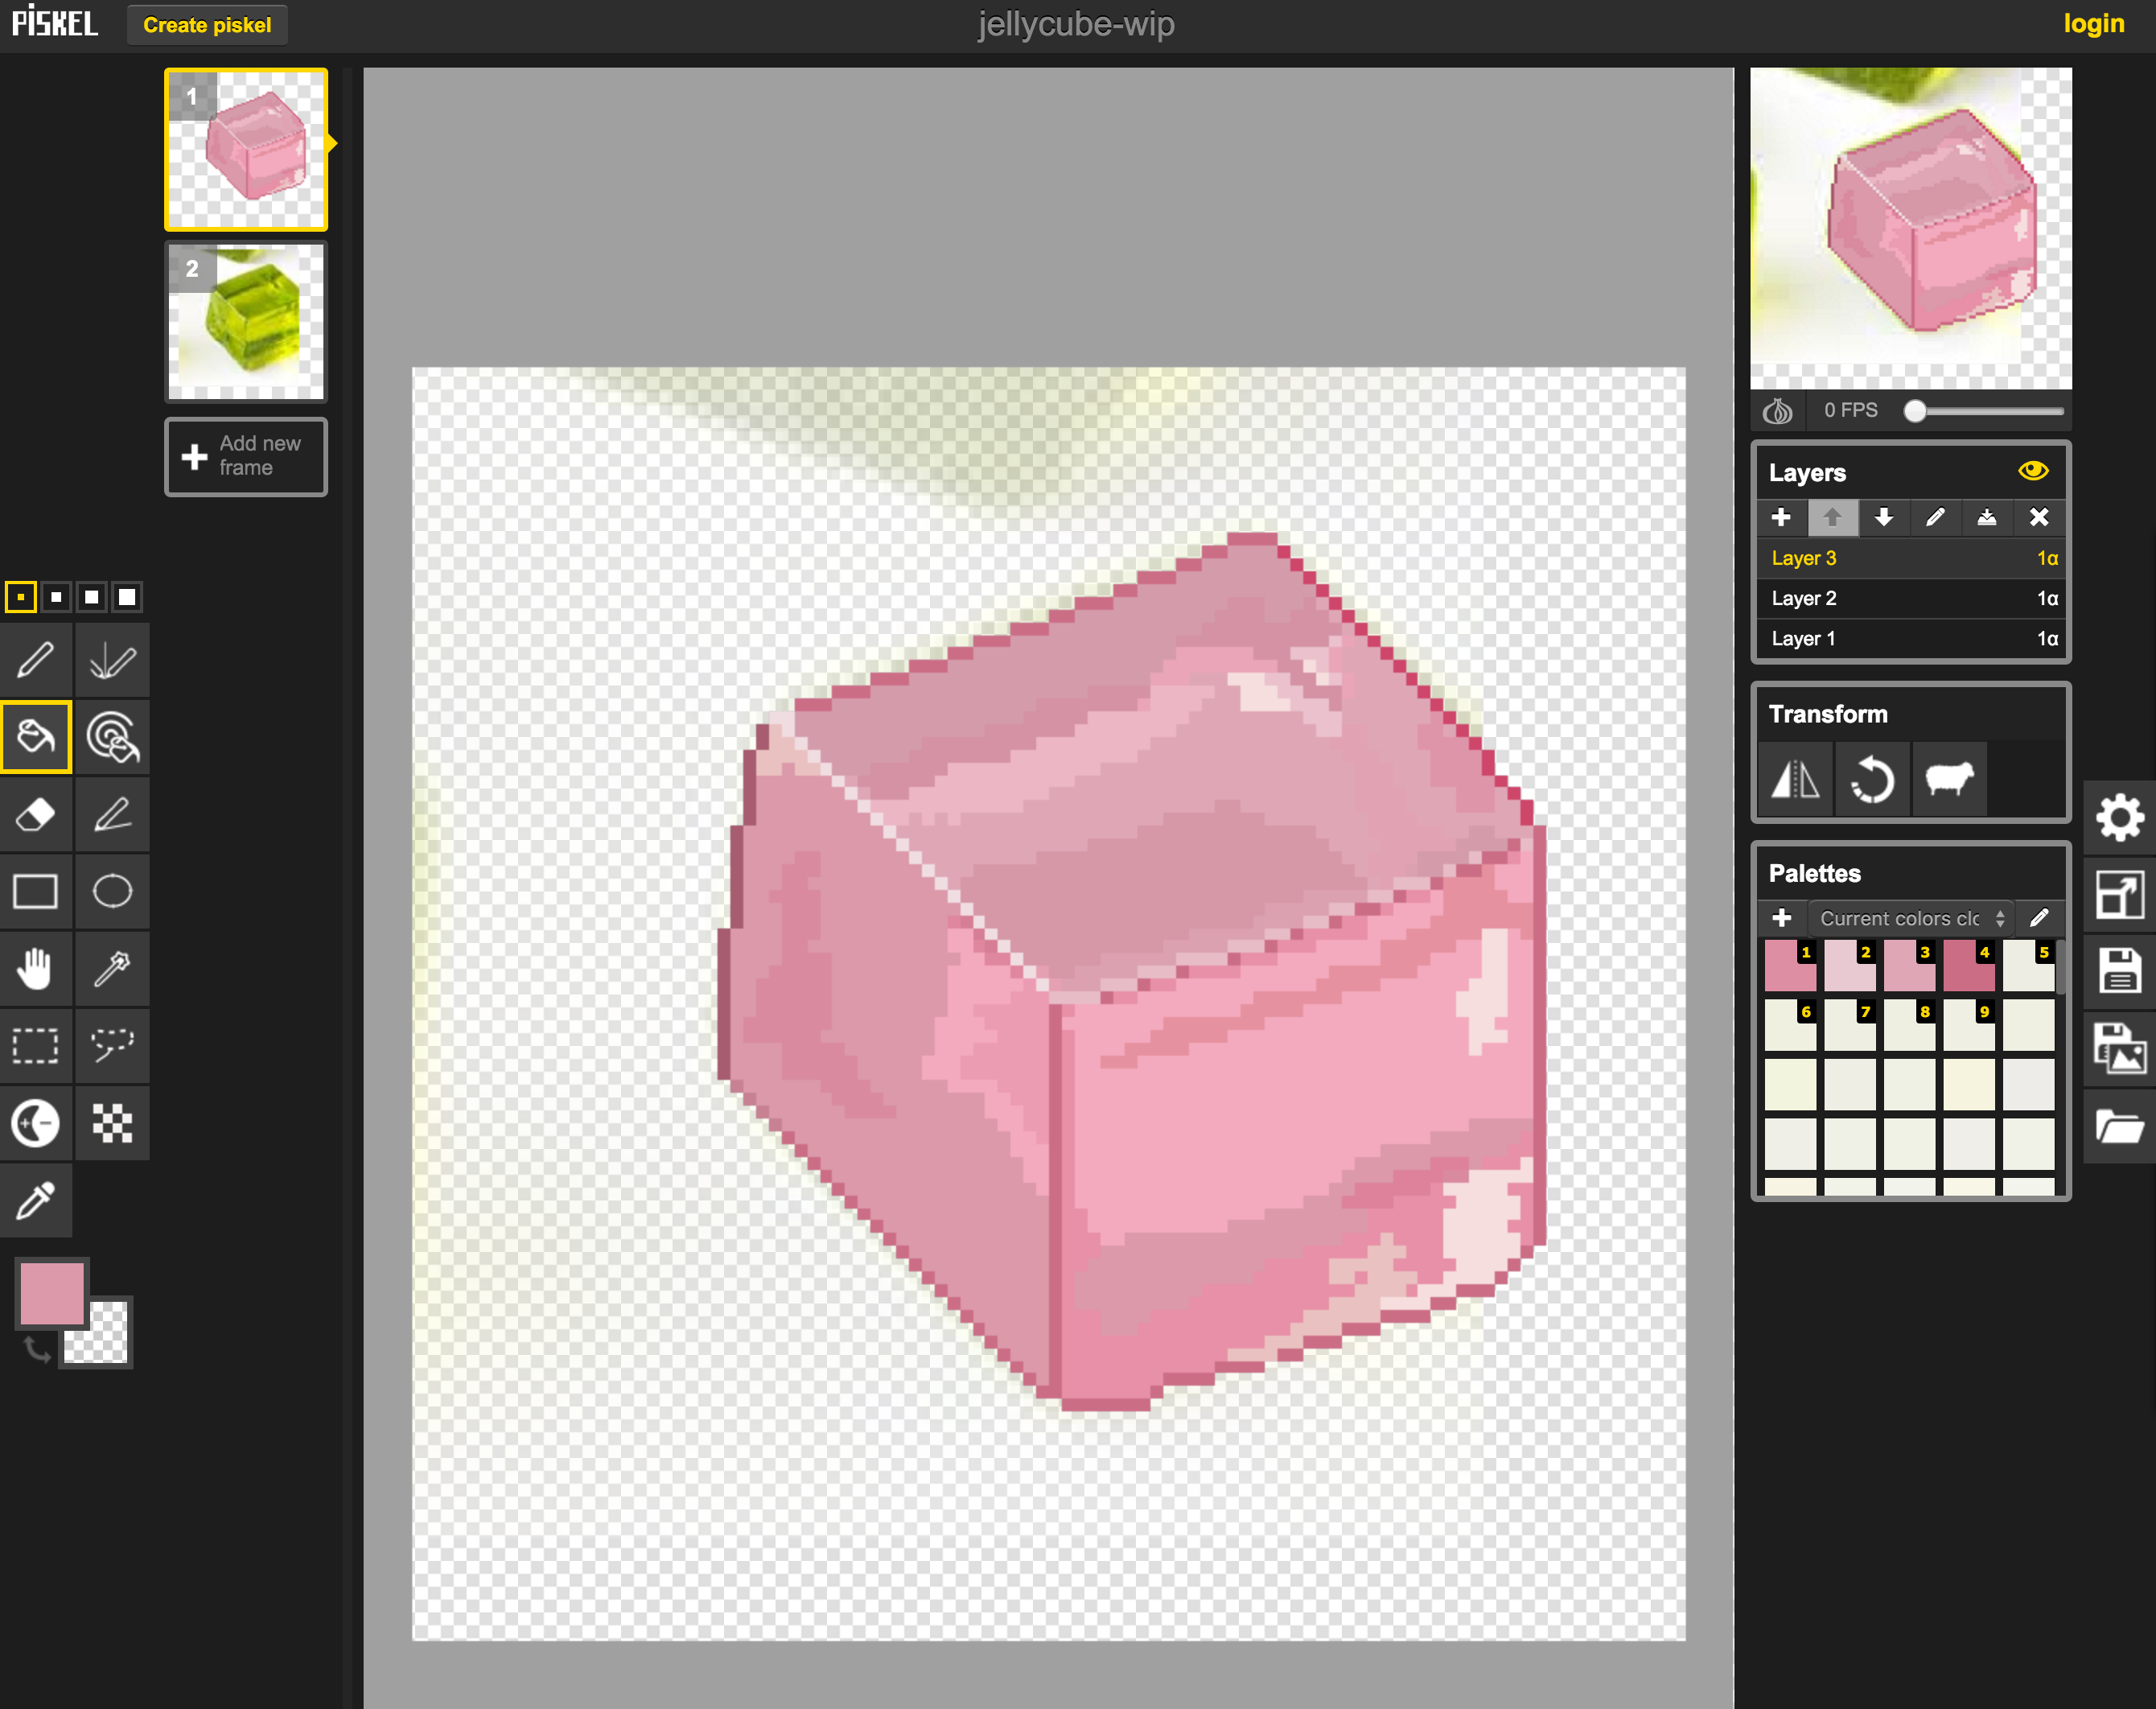 PiSKEL
Create piskel
jellycube-wip
login
1
2
Add new
frame
0 FPS
Layers
Layer 3 1α
Layer 2 1α
Layer 1 1α
Transform
Palettes
Current colors clc
1 2 3 4 5
6 7 8 9